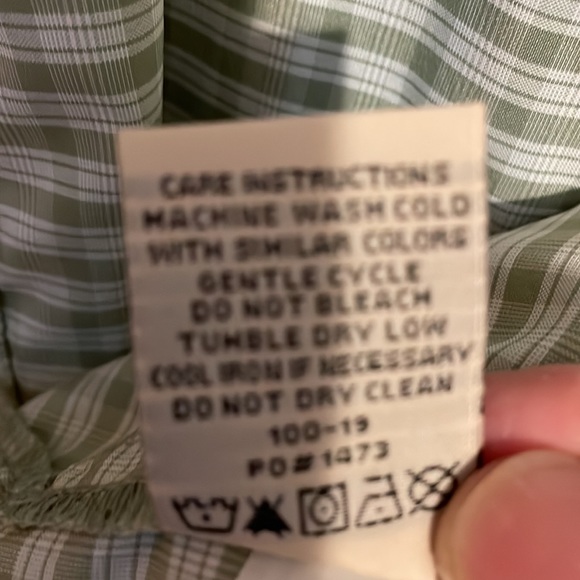 CARE INSTRUCTIONS
MACHINE WASH COLD
WITH SIMILAR COLORS
GENTLE CYCLE
DO NOT BLEACH
TUMBLE DRY LOW
COOL IRON IF NECESSARY
DO NOT DRY CLEAN
100-19
PO#1473